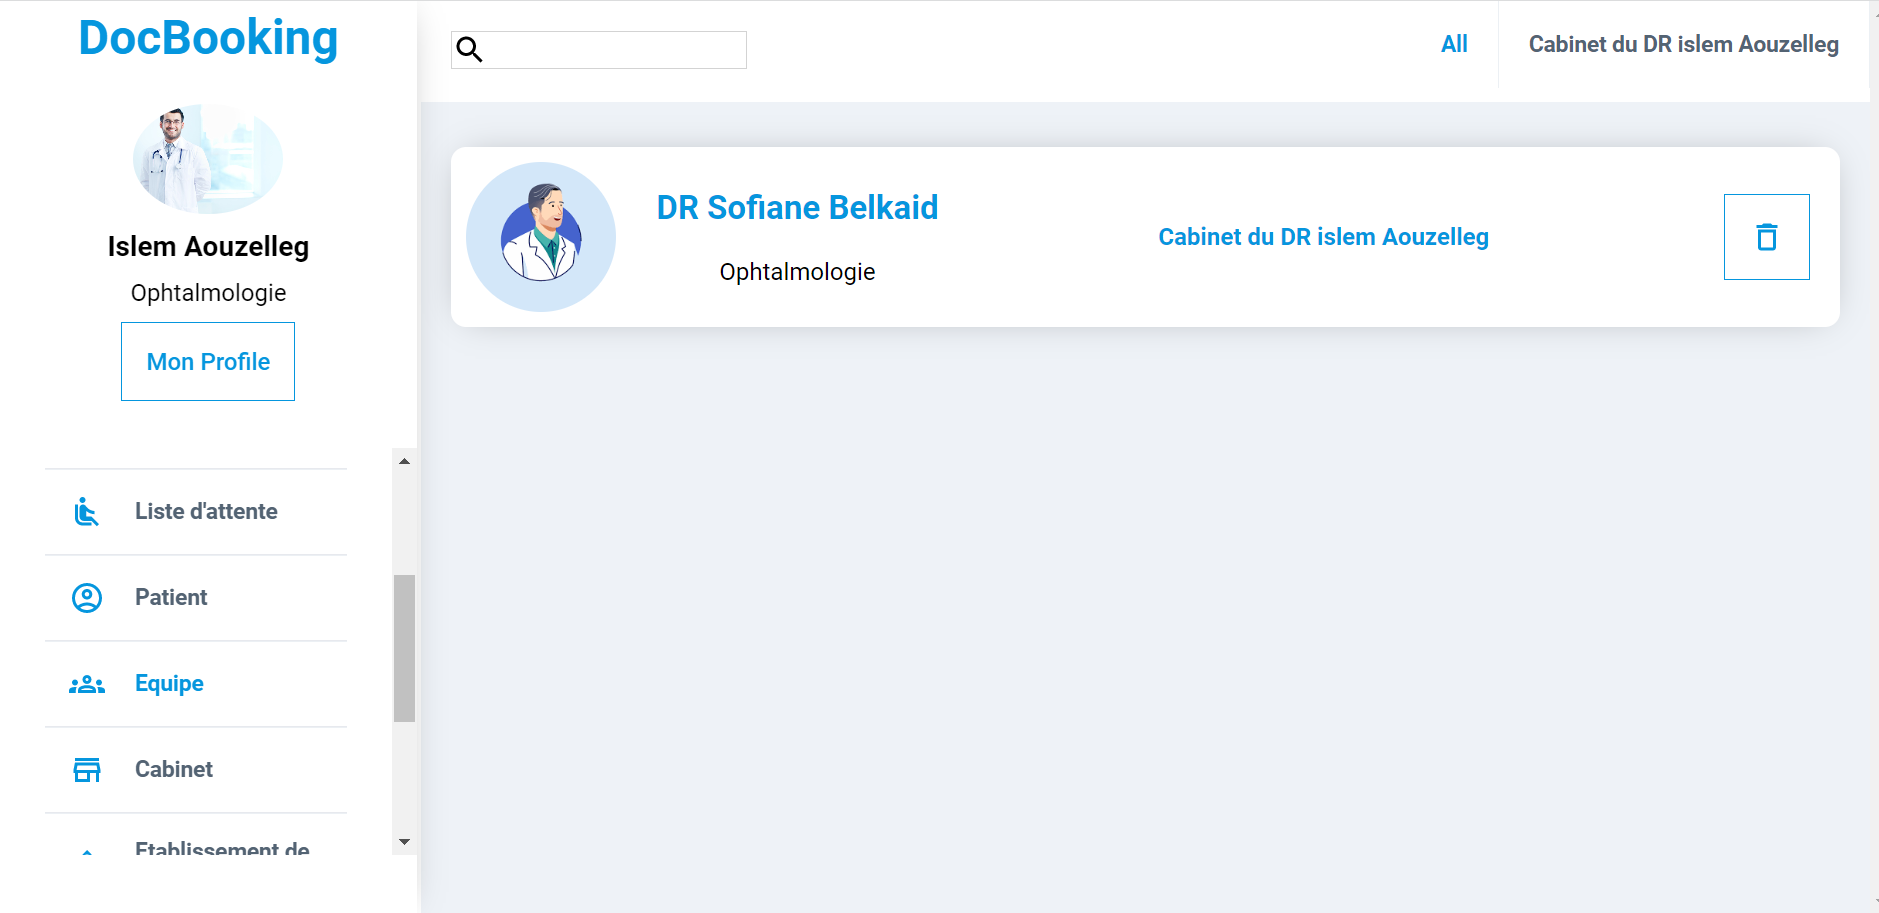 DocBooking
Islem Aouzelleg
Ophtalmologie
Mon Profile
Liste d'attente
Patient
Equipe
Cabinet
Etablissement de
All
Cabinet du DR islem Aouzelleg
DR Sofiane Belkaid
Ophtalmologie
Cabinet du DR islem Aouzelleg